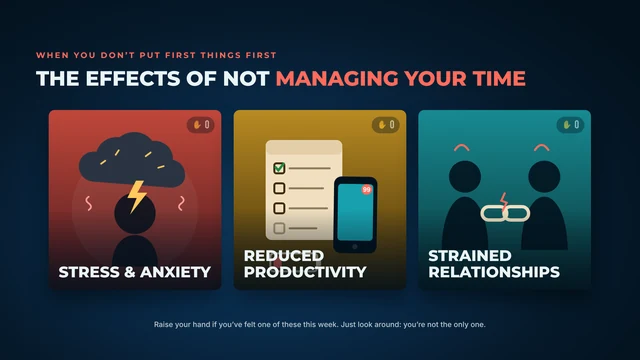 WHEN YOU DON'T PUT FIRST THINGS FIRST
THE EFFECTS OF NOT MANAGING YOUR TIME
0
STRESS & ANXIETY
0
99
REDUCED
PRODUCTIVITY
0
STRAINED
RELATIONSHIPS
Raise your hand if you've felt one of these this week. Just look around: you're not the only one.